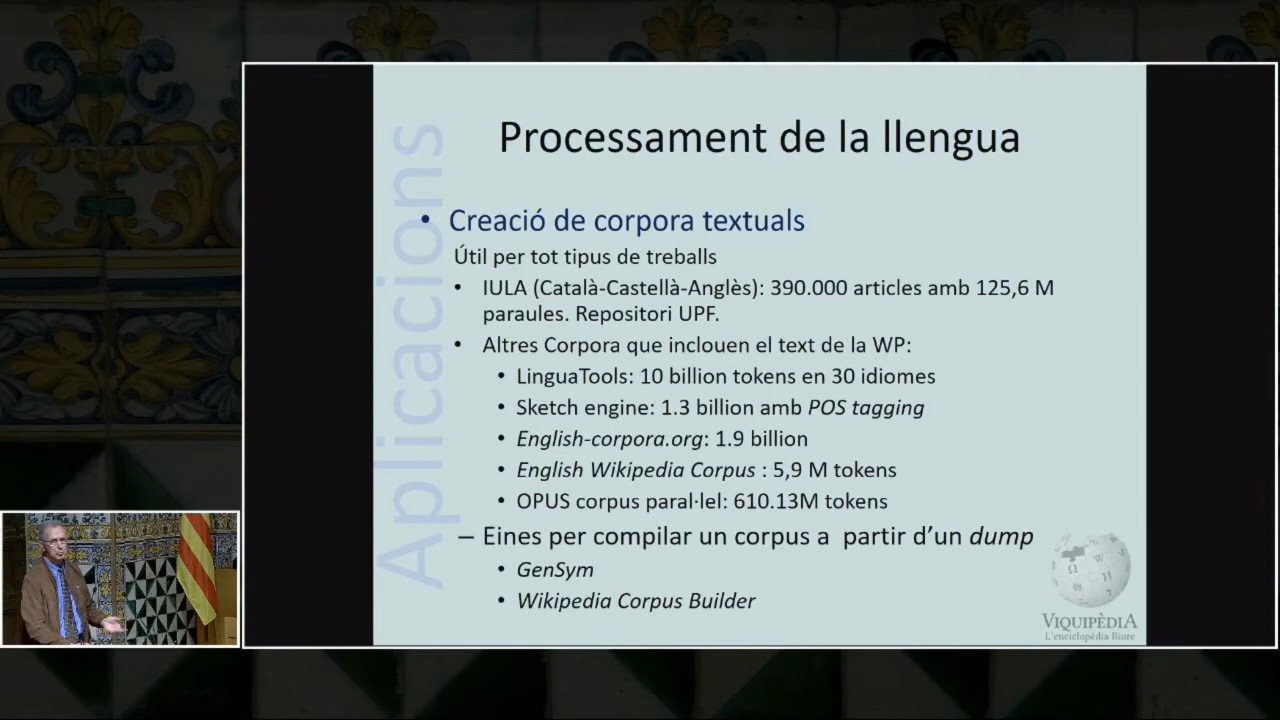 Aplicacions
Processament de la llengua
• Creació de corpora textuals
Útil per tot tipus de treballs
• IULA (Català-Castellà-Anglès): 390.000 articles amb 125,6 M
paraules. Repositori UPF.
• Altres Corpora que inclouen el text de la WP:
• LinguaTools: 10 billion tokens en 30 idiomes
• Sketch engine: 1.3 billion amb POS tagging
• English-corpora.org: 1.9 billion
• English Wikipedia Corpus : 5,9 M tokens
• OPUS corpus paral·lel: 610.13M tokens
– Eines per compilar un corpus a partir d’un dump
• GenSym
• Wikipedia Corpus Builder
Ω W
И
VIQUIPÈDIA
L'enciclopèdia lliure